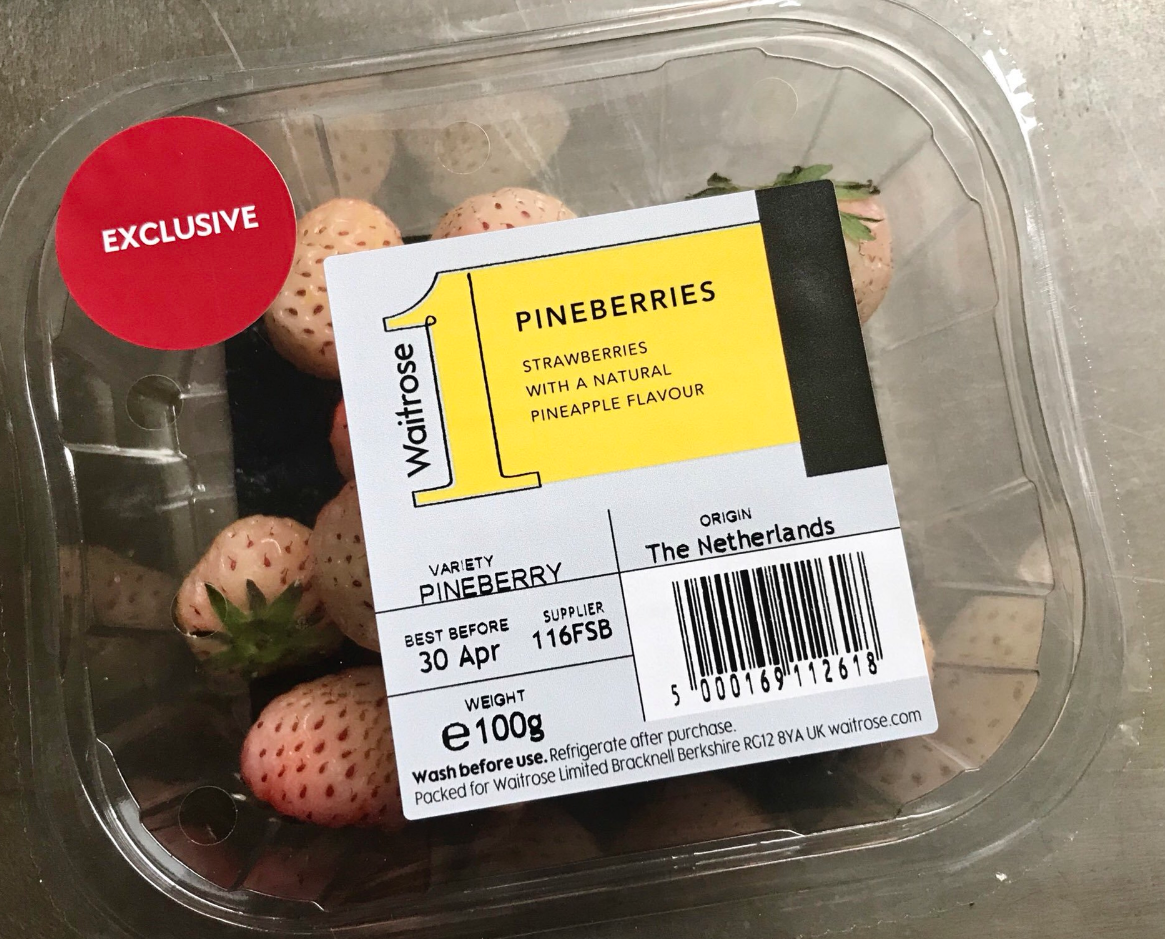 EXCLUSIVE
Waitrose
1
PINEBERRIES
STRAWBERRIES
WITH A NATURAL
PINEAPPLE FLAVOUR
VARIETY
PINEBERRY
ORIGIN
The Netherlands
BEST BEFORE
30 Apr
SUPPLIER
116FSB
WEIGHT
℮100g
5 000169 112618
Wash before use. Refrigerate after purchase.
Packed for Waitrose Limited Bracknell Berkshire RG12 8YA UK waitrose.com